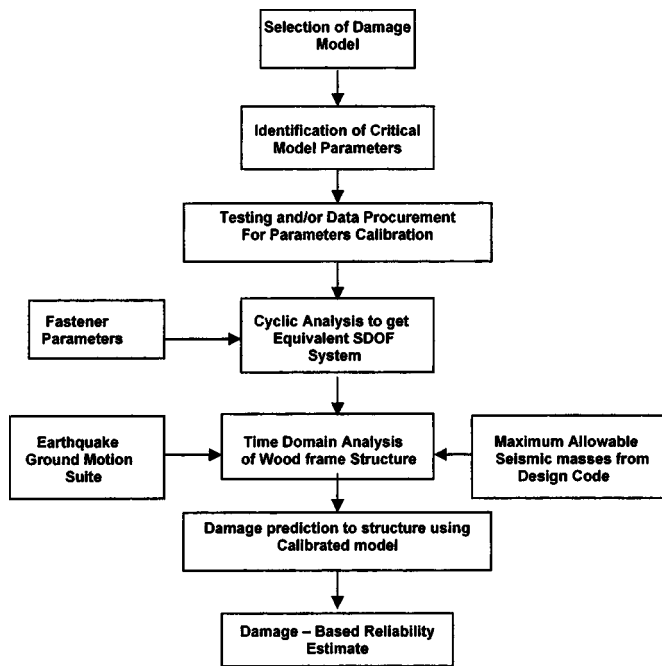 Selection of Damage
Model
Identification of Critical
Model Parameters
Testing and/or Data Procurement
For Parameters Calibration
Fastener
Parameters
Cyclic Analysis to get
Equivalent SDOF
System
Earthquake
Ground Motion
Suite
Time Domain Analysis
of Wood frame Structure
Maximum Allowable
Seismic masses from
Design Code
Damage prediction to structure using
Calibrated model
Damage – Based Reliability
Estimate